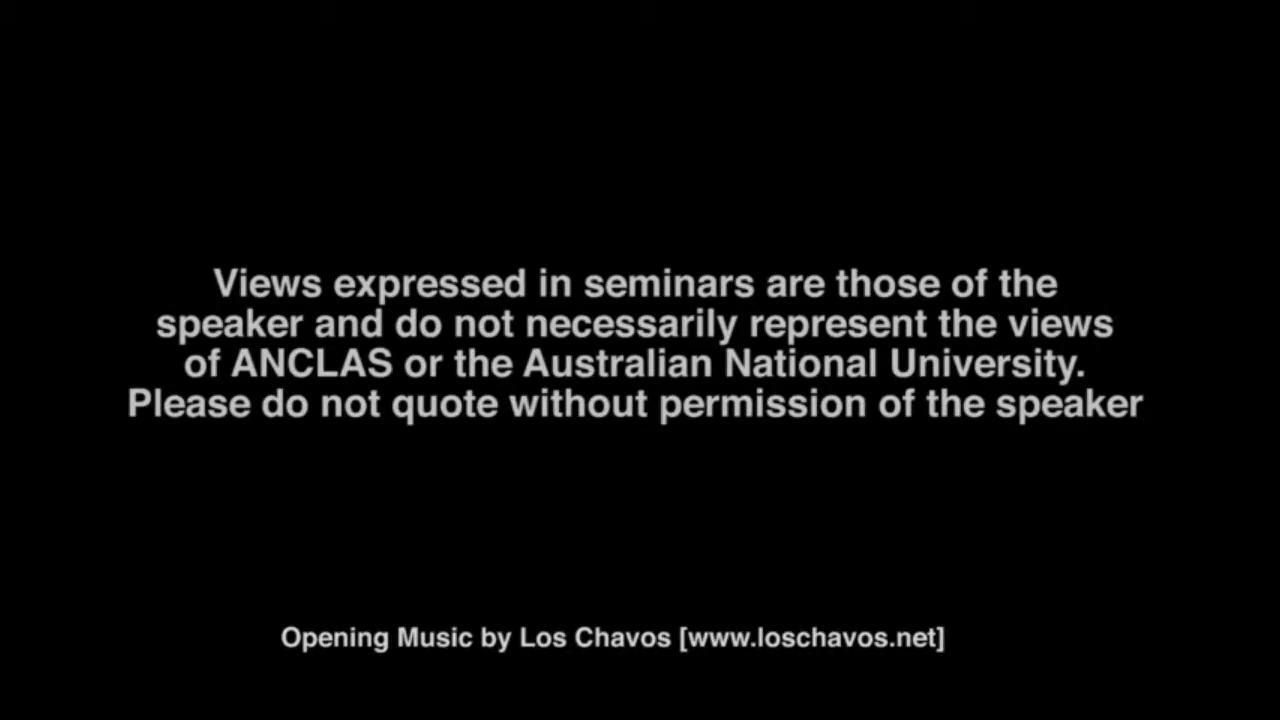 Views expressed in seminars are those of the
speaker and do not necessarily represent the views
of ANCLAS or the Australian National University.
Please do not quote without permission of the speaker
Opening Music by Los Chavos [www.loschavos.net]